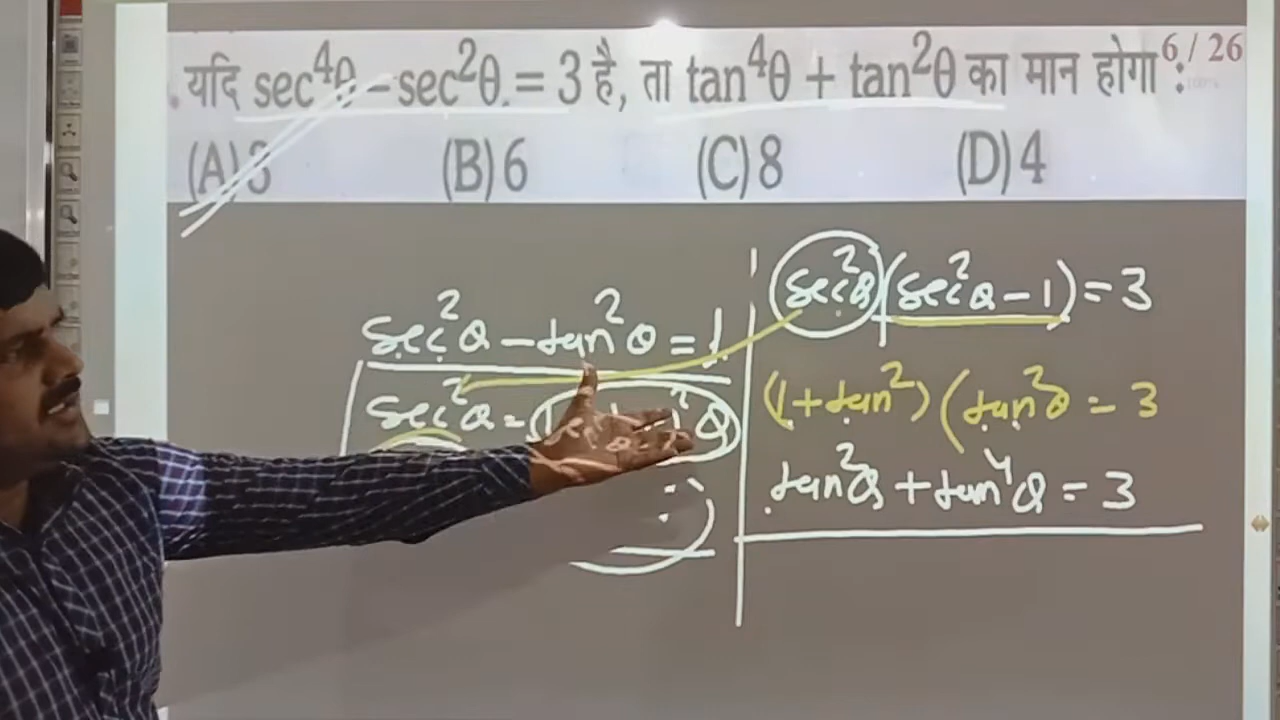 . यदि sec⁴θ – sec²θ. = 3 है, ता tan⁴θ + tan²θ का मान होगा :
6 / 26
(A) 3 (B) 6 (C) 8 (D) 4
sec²θ – tan²θ = 1
sec²θ =
sec²θ (sec²θ – 1) = 3
(1 + tan²) (tan²θ = 3
tan²θ + tan⁴θ = 3